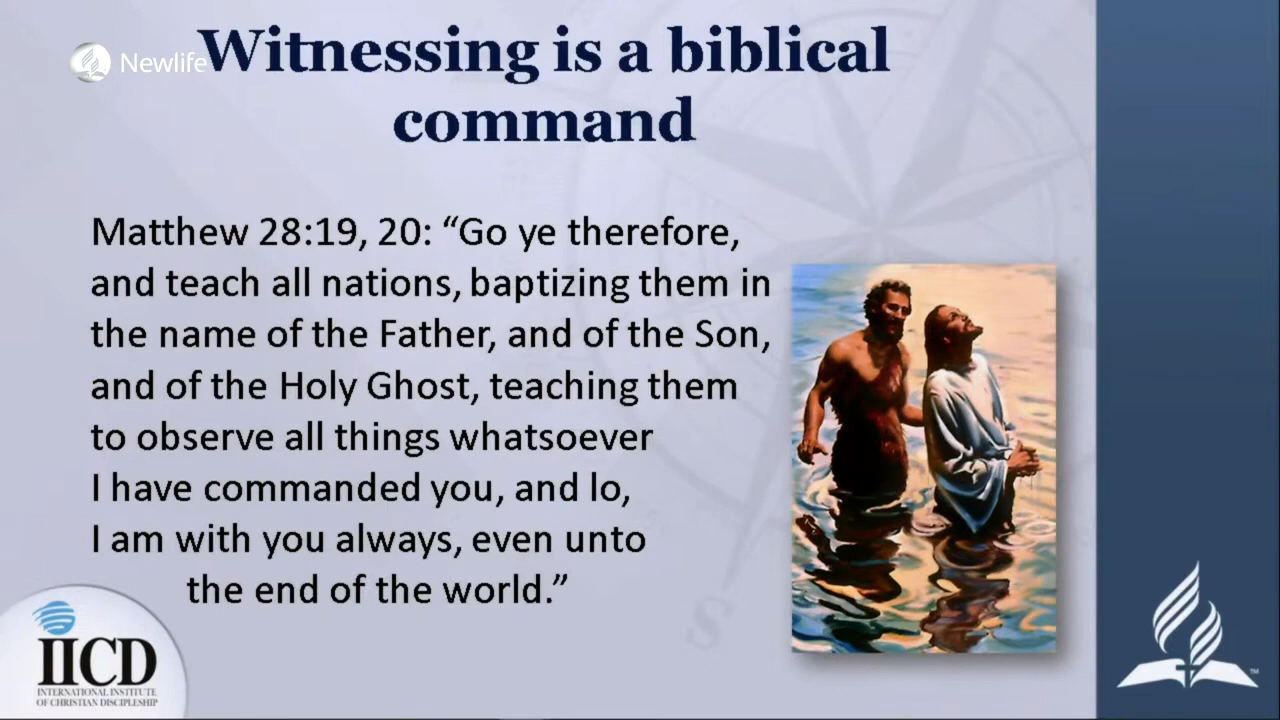 Newlife
Witnessing is a biblical
command
Matthew 28:19, 20: “Go ye therefore,
and teach all nations, baptizing them in
the name of the Father, and of the Son,
and of the Holy Ghost, teaching them
to observe all things whatsoever
I have commanded you, and lo,
I am with you always, even unto
the end of the world.”
S
IICD
INTERNATIONAL INSTITUTE
OF CHRISTIAN DISCIPLESHIP
TM